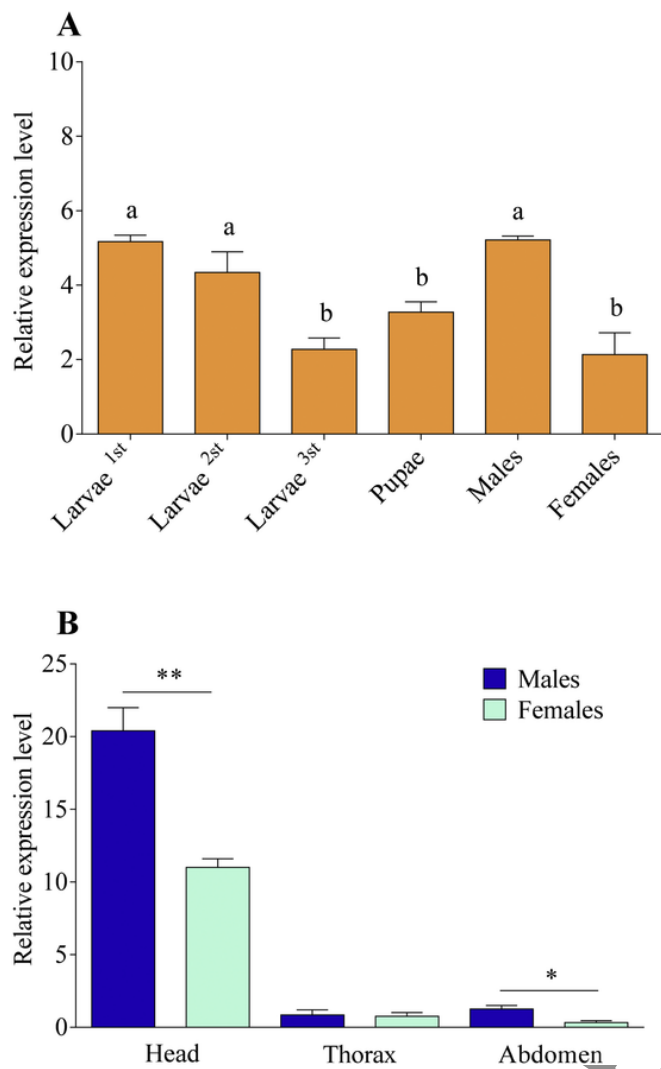 A
Relative expression level
10
8
6
4
2
0
a
a
b
b
a
b
Larvae 1st
Larvae 2st
Larvae 3st
Pupae
Males
Females
B
Relative expression level
25
20
15
10
5
0
**
*
Males
Females
Head
Thorax
Abdomen